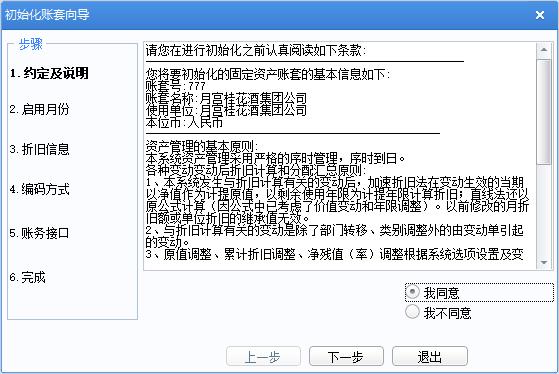 初始化账套向导
步骤
1. 约定及说明
2. 启用月份
3. 折旧信息
4. 编码方式
5. 账务接口
6. 完成
请您在进行初始化之前认真阅读如下条款:
您将要初始化的固定资产账套的基本信息如下:
账套号:777
账套名称:月宫桂花酒集团公司
使用单位:月宫桂花酒集团公司
本位币:人民币
资产管理的基本原则:
本系统资产管理采用严格的序时管理，序时到日。
各种变动变动后折旧计算和分配汇总原则:
1、本系统发生与折旧计算有关的变动后，加速折旧法在变动生效的当期
以净值作为计提原值，以剩余使用年限为计提年限计算折旧；直线法还以
原公式计算（因公式中已考虑了价值变动和年限调整）。以前修改的月折
旧额或单位折旧的继承值无效。
2、与折旧计算有关的变动是除了部门转移、类别调整外的由变动单引起
的变动。
3、原值调整、累计折旧调整、净残值（率）调整根据系统选项设置及变
我同意
我不同意
上一步
下一步
退出